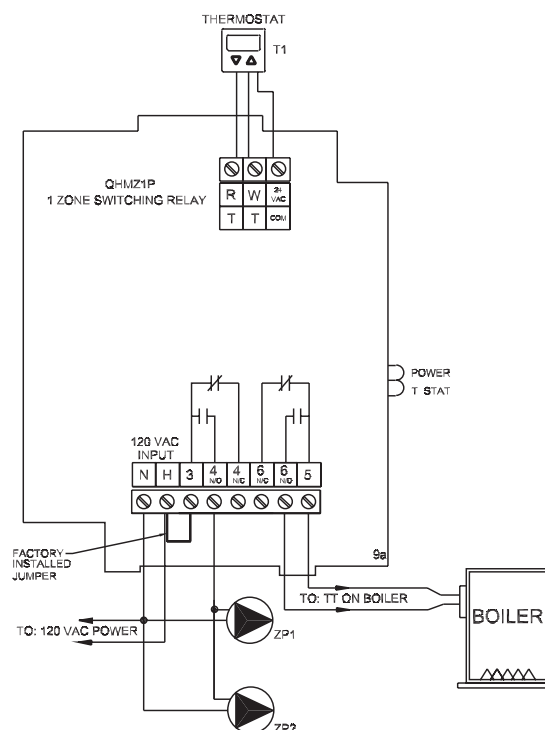 THERMOSTAT
T1
QHMZ1P
1 ZONE SWITCHING RELAY
R W 24 VAC
T T COM
POWER
T STAT
120 VAC
INPUT
N H 3 4 N/O 4 N/C 6 N/C 6 N/O 5
FACTORY
INSTALLED
JUMPER
9a
TO: TT ON BOILER
BOILER
TO: 120 VAC POWER
ZP1
ZP2